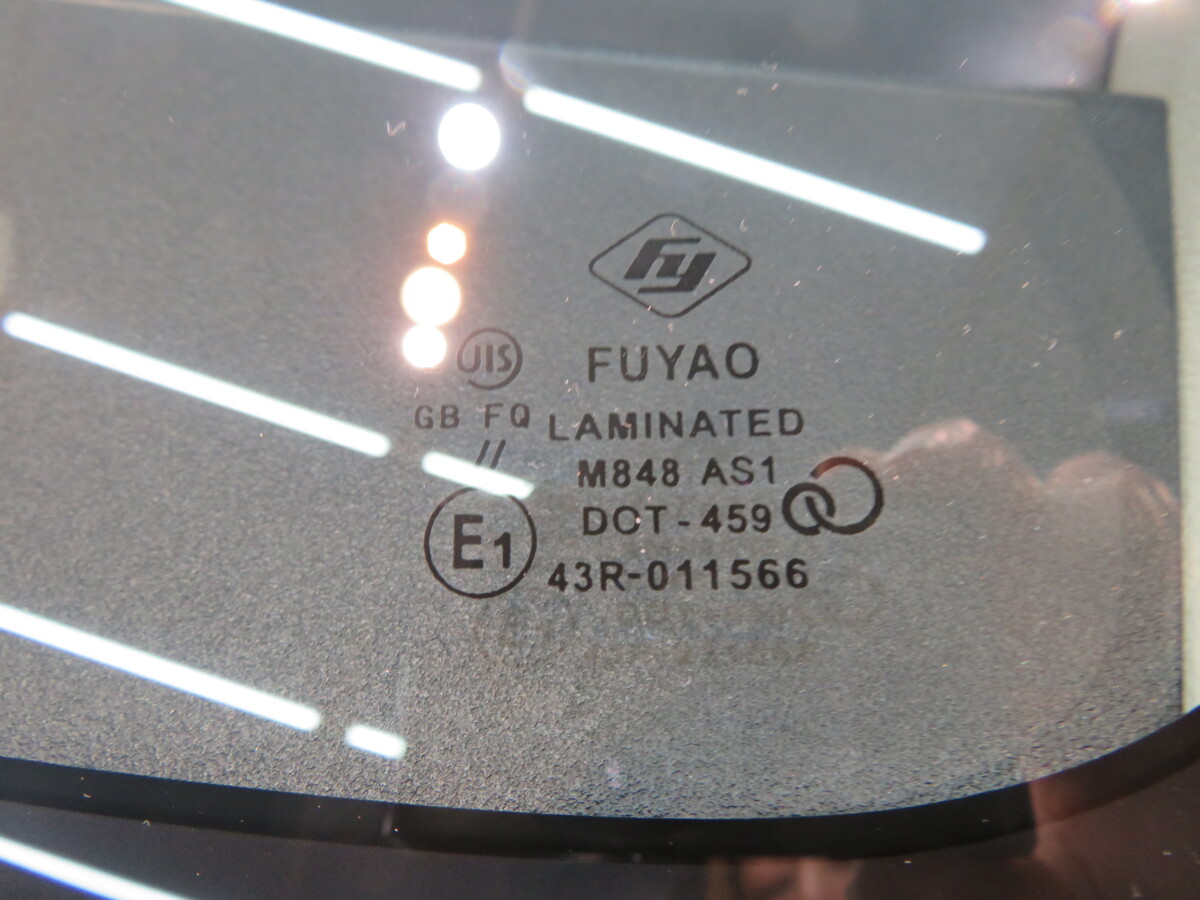 fy
FUYAO
JIS
GB FQ
LAMINATED
//
M848 AS1
DOT-459
E1
43R-011566